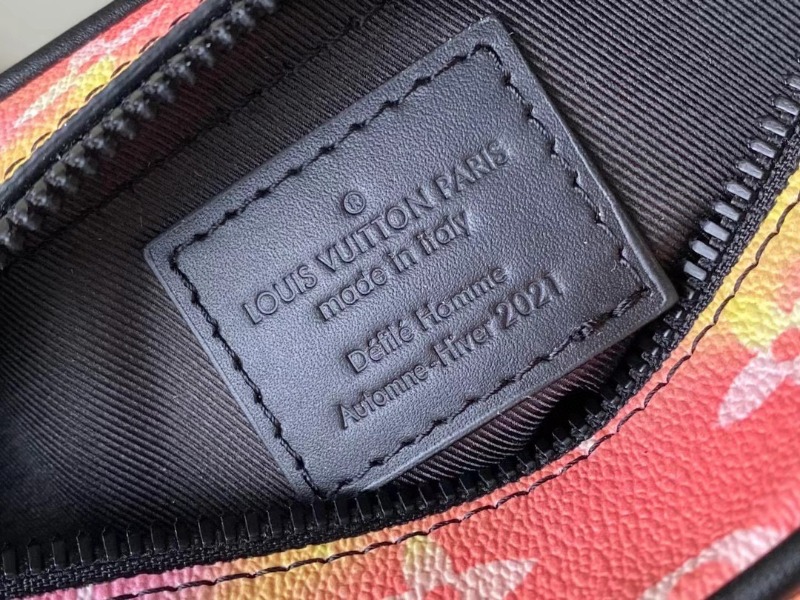 ®
LOUIS VUITTON PARIS
made in Italy
Défilé Homme
Automne-Hiver 2021